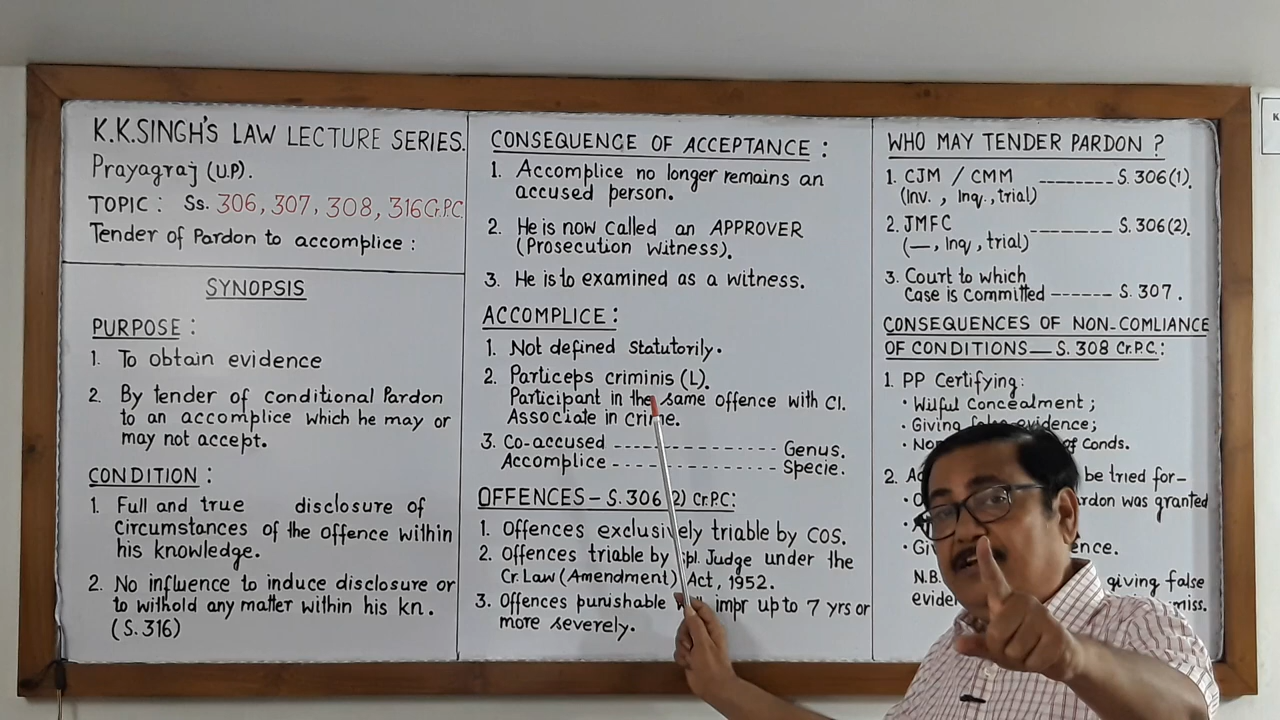 K.K.SINGH'S LAW LECTURE SERIES.
Prayagraj (U.P).
TOPIC: Ss. 306, 307, 308, 316 Cr.P.C.
Tender of Pardon to accomplice :
SYNOPSIS
PURPOSE :
1. To obtain evidence
2. By tender of conditional Pardon
to an accomplice which he may or
may not accept.
CONDITION :
1. Full and true disclosure of
circumstances of the offence within
his knowledge.
2. No influence to induce disclosure or
to withold any matter within his kn.
(S.316)
CONSEQUENCE OF ACCEPTANCE :
1. Accomplice no longer remains an
accused person.
2. He is now called an APPROVER
(Prosecution Witness).
3. He is to examined as a witness.
ACCOMPLICE :
1. Not defined statutorily.
2. Particeps criminis (L).
Participant in the same offence with
Associate in crime.
3. Co-accused ---------------- Genus.
Accomplice ---------------- Specie.
OFFENCES – S. 306(2) Cr.P.C:
1. Offences exclusively triable by COS.
2. Offences triable by Spl. Judge under the
Cr. Law (Amendment) Act, 1952.
3. Offences punishable with impr up to 7 yrs or
more severely.
WHO MAY TENDER PARDON ?
1. CJM / CMM -------- S. 306(1).
(Inv. , Inq., trial)
2. JMFC -------- S. 306(2).
(—, Inq, trial)
3. Court to which
Case is Committed ------ S. 307.
CONSEQUENCES OF NON-COMLIANCE
OF CONDITIONS — S. 308 Cr.P.C.:
1. PP Certifying:
• Wilful Concealment ;
• Giving false evidence;
• of Conds.
2. be tried for-
• pardon was granted
•
•
N.B. giving false
K